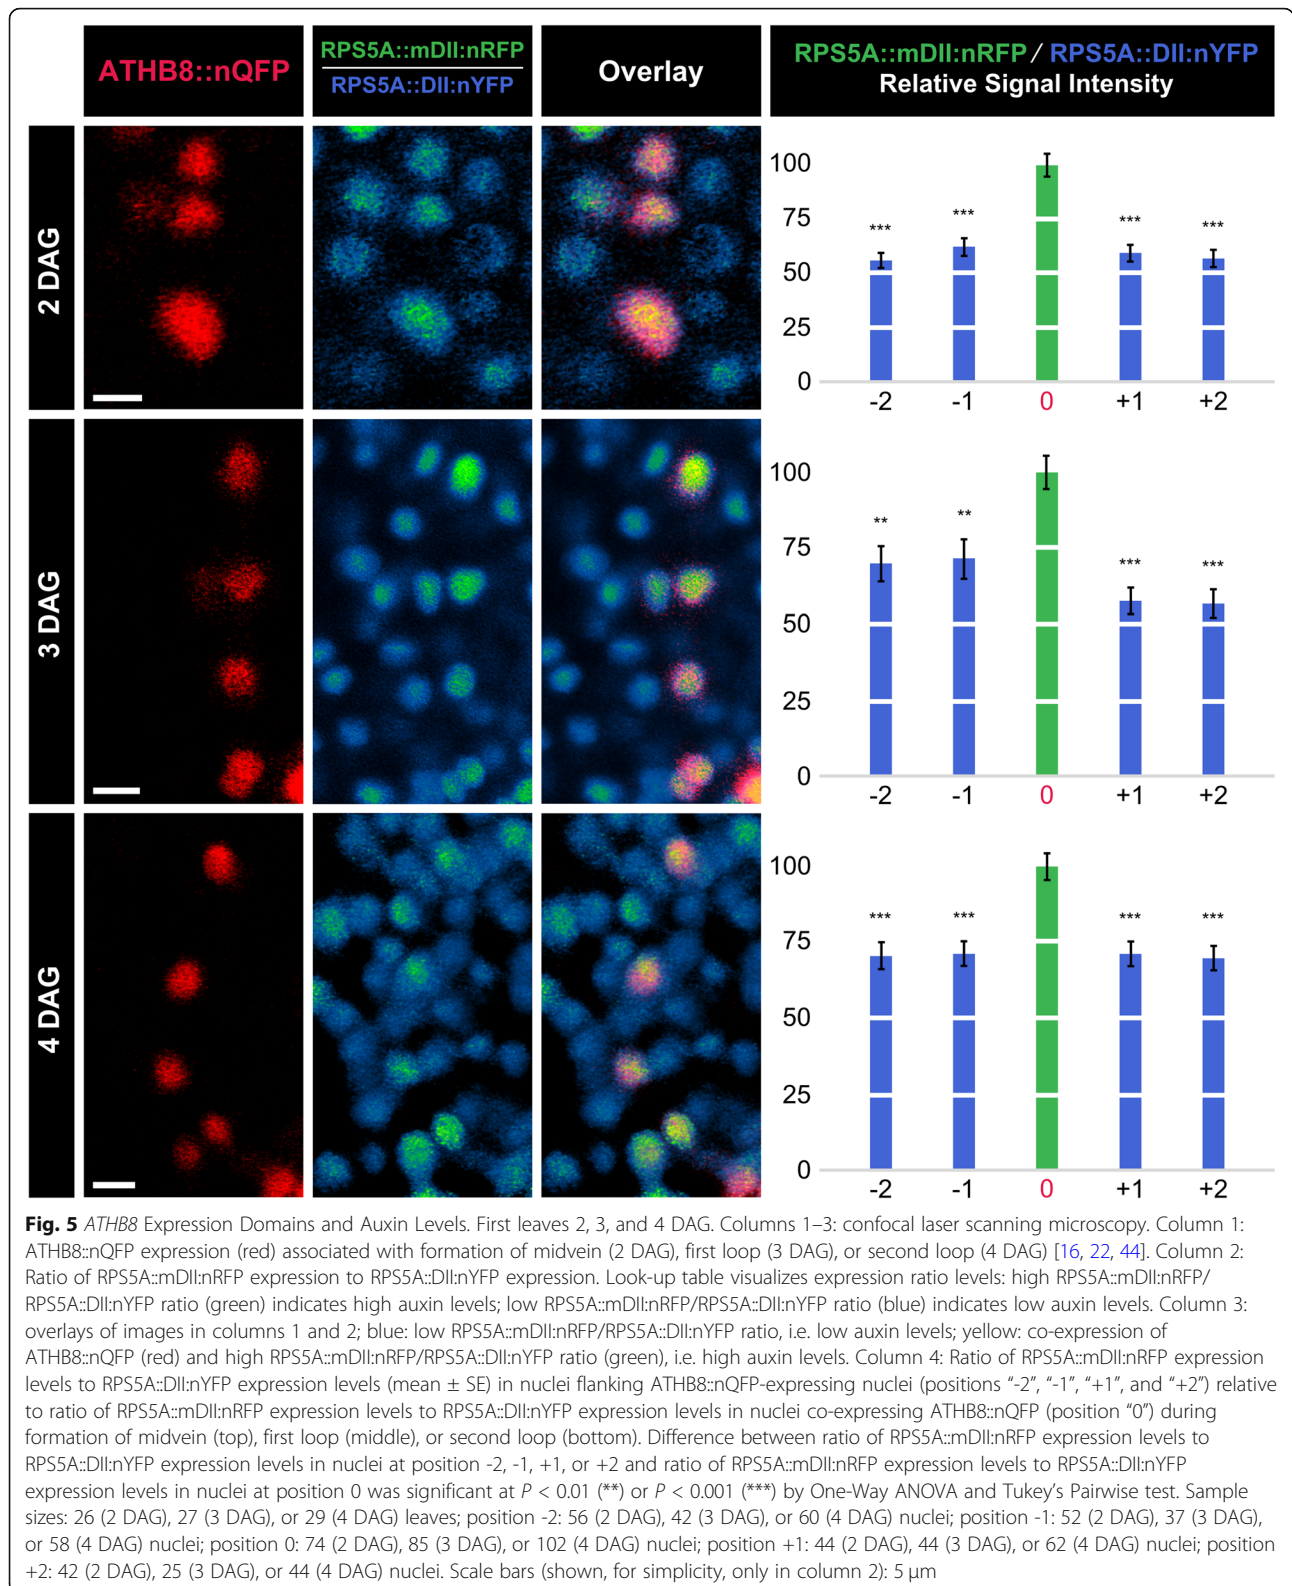 ATHB8::nQFP
RPS5A::mDII:nRFP
RPS5A::DII:nYFP
Overlay
RPS5A::mDII:nRFP / RPS5A::DII:nYFP
Relative Signal Intensity
2 DAG
100
75
50
25
0
***
***
***
***
-2
-1
0
+1
+2
3 DAG
100
75
50
25
0
**
**
***
***
-2
-1
0
+1
+2
4 DAG
100
75
50
25
0
***
***
***
***
-2
-1
0
+1
+2
Fig. 5 ATHB8 Expression Domains and Auxin Levels. First leaves 2, 3, and 4 DAG. Columns 1–3: confocal laser scanning microscopy. Column 1:
ATHB8::nQFP expression (red) associated with formation of midvein (2 DAG), first loop (3 DAG), or second loop (4 DAG) [16, 22, 44]. Column 2:
Ratio of RPS5A::mDII:nRFP expression to RPS5A::DII:nYFP expression. Look-up table visualizes expression ratio levels: high RPS5A::mDII:nRFP/
RPS5A::DII:nYFP ratio (green) indicates high auxin levels; low RPS5A::mDII:nRFP/RPS5A::DII:nYFP ratio (blue) indicates low auxin levels. Column 3:
overlays of images in columns 1 and 2; blue: low RPS5A::mDII:nRFP/RPS5A::DII:nYFP ratio, i.e. low auxin levels; yellow: co-expression of
ATHB8::nQFP (red) and high RPS5A::mDII:nRFP/RPS5A::DII:nYFP ratio (green), i.e. high auxin levels. Column 4: Ratio of RPS5A::mDII:nRFP expression
levels to RPS5A::DII:nYFP expression levels (mean ± SE) in nuclei flanking ATHB8::nQFP-expressing nuclei (positions “-2”, “-1”, “+1”, and “+2”) relative
to ratio of RPS5A::mDII:nRFP expression levels to RPS5A::DII:nYFP expression levels in nuclei co-expressing ATHB8::nQFP (position “0”) during
formation of midvein (top), first loop (middle), or second loop (bottom). Difference between ratio of RPS5A::mDII:nRFP expression levels to
RPS5A::DII:nYFP expression levels in nuclei at position -2, -1, +1, or +2 and ratio of RPS5A::mDII:nRFP expression levels to RPS5A::DII:nYFP
expression levels in nuclei at position 0 was significant at P < 0.01 (**) or P < 0.001 (***) by One-Way ANOVA and Tukey’s Pairwise test. Sample
sizes: 26 (2 DAG), 27 (3 DAG), or 29 (4 DAG) leaves; position -2: 56 (2 DAG), 42 (3 DAG), or 60 (4 DAG) nuclei; position -1: 52 (2 DAG), 37 (3 DAG),
or 58 (4 DAG) nuclei; position 0: 74 (2 DAG), 85 (3 DAG), or 102 (4 DAG) nuclei; position +1: 44 (2 DAG), 44 (3 DAG), or 62 (4 DAG) nuclei; position
+2: 42 (2 DAG), 25 (3 DAG), or 44 (4 DAG) nuclei. Scale bars (shown, for simplicity, only in column 2): 5 μm